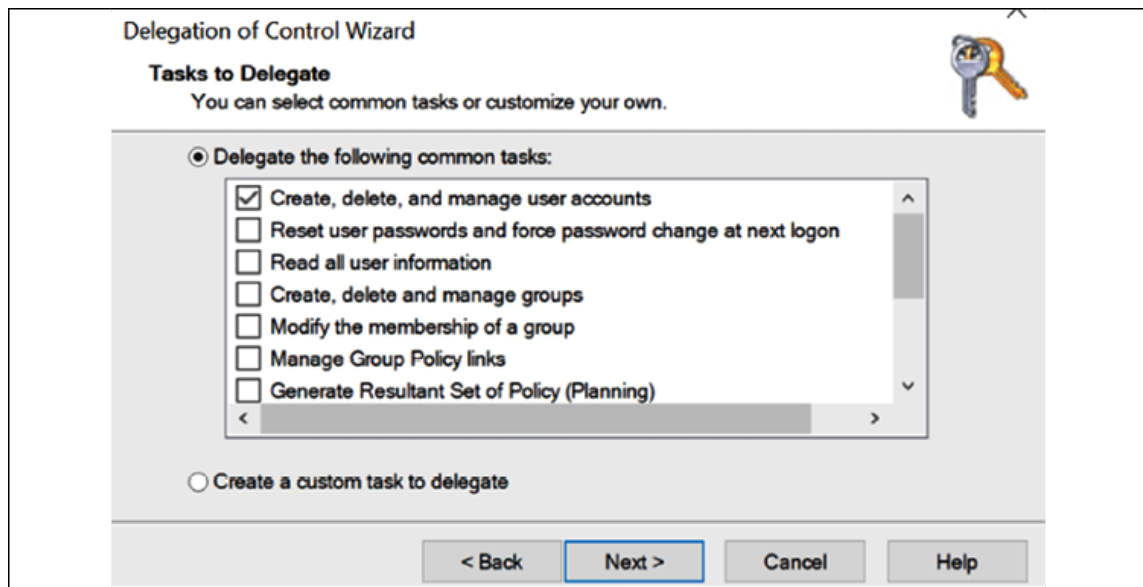 Delegation of Control Wizard
Tasks to Delegate
You can select common tasks or customize your own.
Delegate the following common tasks:
Create, delete, and manage user accounts
Reset user passwords and force password change at next logon
Read all user information
Create, delete and manage groups
Modify the membership of a group
Manage Group Policy links
Generate Resultant Set of Policy (Planning)
Create a custom task to delegate
< Back Next > Cancel Help